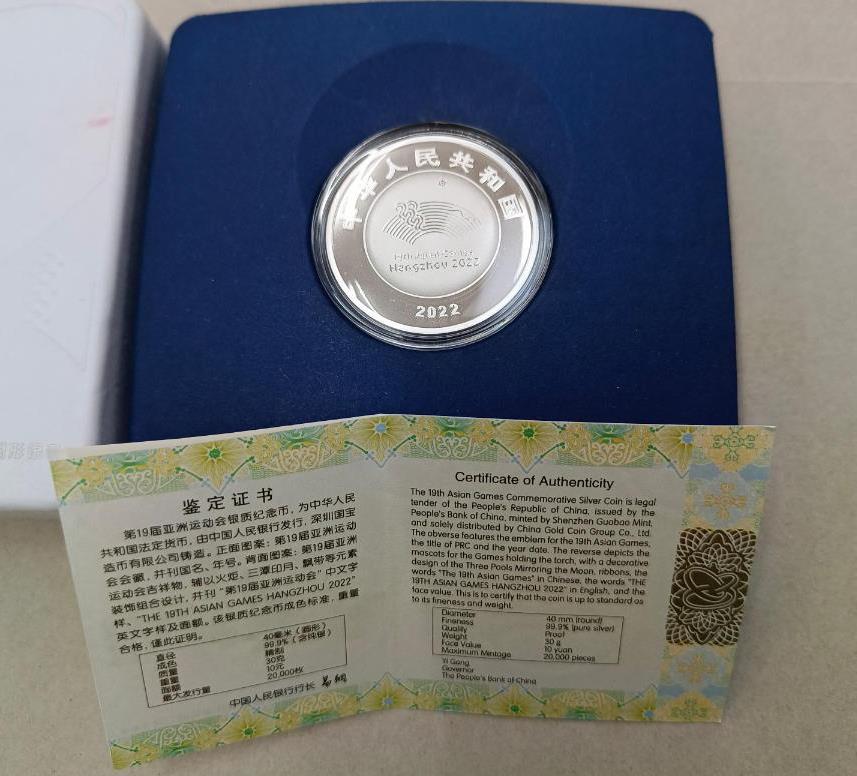 中华人民共和国
Hangzhou 2022
2022
鉴定证书
第19届亚洲运动会银质纪念币，为中华人民
共和国法定货币，由中国人民银行发行，深圳国宝
造币有限公司铸造。正面图案：第19届亚洲运动
会会徽，并刊国名、年号。背面图案：第19届亚洲
运动会吉祥物，辅以火炬、三潭印月、飘带等元素
装饰组合设计，并刊“第19届亚洲运动会”中文字
样、“THE 19TH ASIAN GAMES HANGZHOU 2022”
英文字样及面额。该银质纪念币成色标准，重量
合格，谨此证明。
直径 40毫米（圆形）
成色 99.9%（含纯银）
质量 精制
重量 30克
面额 10元
最大发行量 20,000枚
中国人民银行行长
Certificate of Authenticity
The 19th Asian Games Commemorative Silver Coin is legal
tender of the People's Republic of China, issued by the
People's Bank of China, minted by Shenzhen Guobao Mint,
and solely distributed by China Gold Coin Group Co., Ltd.
The obverse features the emblem for the 19th Asian Games,
the title of PRC and the year date. The reverse depicts the
mascots for the Games holding the torch, with a decorative
design of the Three Pools Mirroring the Moon, ribbons, the
words "The 19th Asian Games" in Chinese, the words "THE
19TH ASIAN GAMES HANGZHOU 2022" in English, and the
face value. This is to certify that the coin is up to standard as
to its fineness and weight.
Diameter 40 mm (round)
Fineness 99.9% (pure silver)
Quality Proof
Weight 30 g
Face Value 10 yuan
Maximum Mintage 20,000 pieces
Yi Gang
Governor
The People's Bank of China